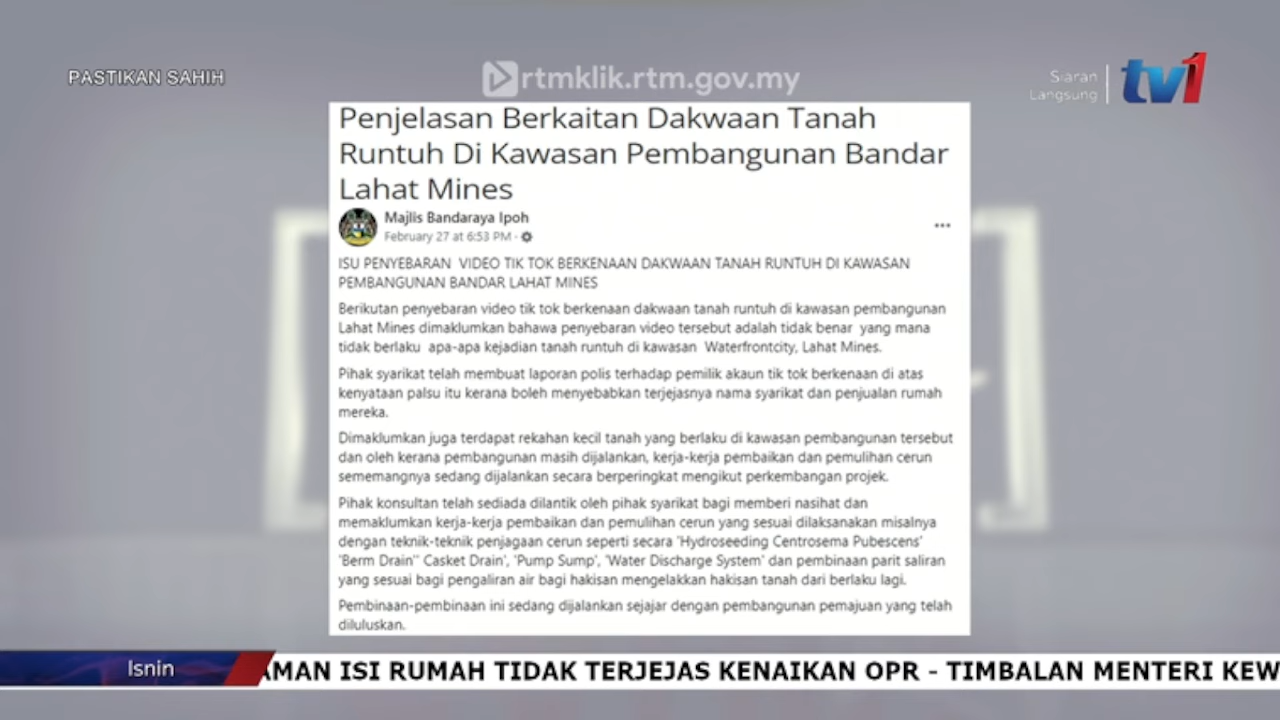 PASTIKAN SAHIH
rtmklik.rtm.gov.my
Siaran
Langsung
tv1
Penjelasan Berkaitan Dakwaan Tanah
Runtuh Di Kawasan Pembangunan Bandar
Lahat Mines
Majlis Bandaraya Ipoh
February 27 at 6:53 PM ·
ISU PENYEBARAN VIDEO TIK TOK BERKENAAN DAKWAAN TANAH RUNTUH DI KAWASAN
PEMBANGUNAN BANDAR LAHAT MINES
Berikutan penyebaran video tik tok berkenaan dakwaan tanah runtuh di kawasan pembangunan
Lahat Mines dimaklumkan bahawa penyebaran video tersebut adalah tidak benar yang mana
tidak berlaku apa-apa kejadian tanah runtuh di kawasan Waterfrontcity, Lahat Mines.
Pihak syarikat telah membuat laporan polis terhadap pemilik akaun tik tok berkenaan di atas
kenyataan palsu itu kerana boleh menyebabkan terjejasnya nama syarikat dan penjualan rumah
mereka.
Dimaklumkan juga terdapat rekahan kecil tanah yang berlaku di kawasan pembangunan tersebut
dan oleh kerana pembangunan masih dijalankan, kerja-kerja pembaikan dan pemulihan cerun
sememangnya sedang dijalankan secara berperingkat mengikut perkembangan projek.
Pihak konsultan telah sediada dilantik oleh pihak syarikat bagi memberi nasihat dan
memaklumkan kerja-kerja pembaikan dan pemulihan cerun yang sesuai dilaksanakan misalnya
dengan teknik-teknik penjagaan cerun seperti secara 'Hydroseeding Centrosema Pubescens'
'Berm Drain'' Casket Drain', 'Pump Sump', 'Water Discharge System' dan pembinaan parit saliran
yang sesuai bagi pengaliran air bagi hakisan mengelakkan hakisan tanah dari berlaku lagi.
Pembinaan-pembinaan ini sedang dijalankan sejajar dengan pembangunan pemajuan yang telah
diluluskan.
Isnin
AMAN ISI RUMAH TIDAK TERJEJAS KENAIKAN OPR - TIMBALAN MENTERI KEW